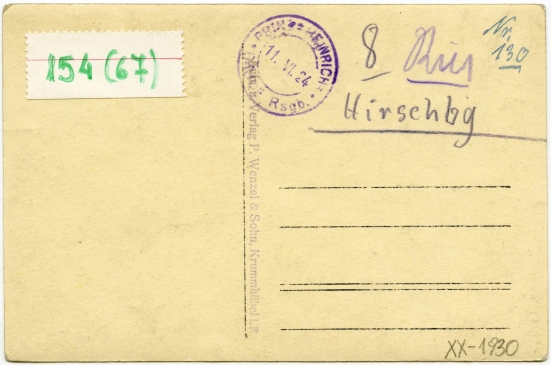 154 (67)
PRINZ HEINRICH
11. VI. 24
Rsgb.
8
Nr.
130
Hirschbg
Verlag P. Wenzel & Sohn, Krummhübel i. R.
XX-1930